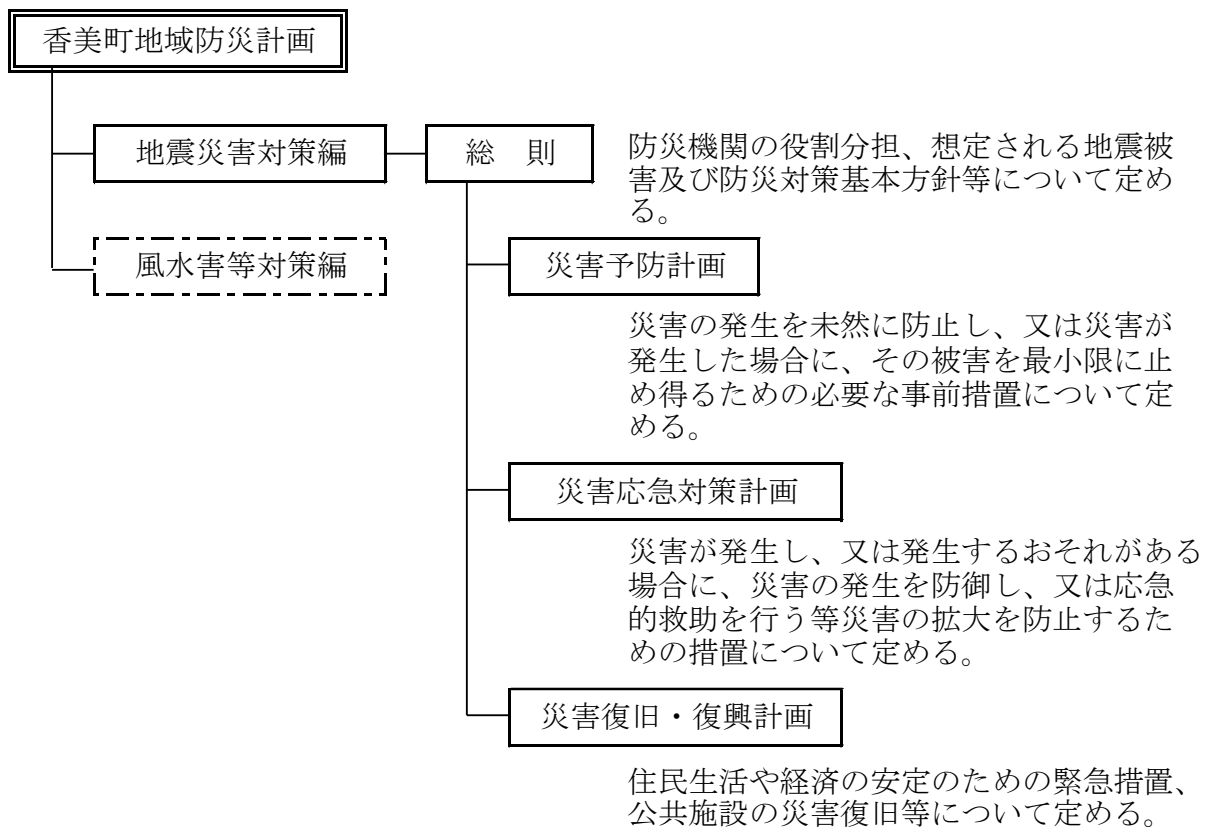 香美町地域防災計画
地震災害対策編
総　則
防災機関の役割分担、想定される地震被
害及び防災対策基本方針等について定め
る。
風水害等対策編
災害予防計画
災害の発生を未然に防止し、又は災害が
発生した場合に、その被害を最小限に止
め得るための必要な事前措置について定
める。
災害応急対策計画
災害が発生し、又は発生するおそれがある
場合に、災害の発生を防御し、又は応急
的救助を行う等災害の拡大を防止するた
めの措置について定める。
災害復旧・復興計画
住民生活や経済の安定のための緊急措置、
公共施設の災害復旧等について定める。